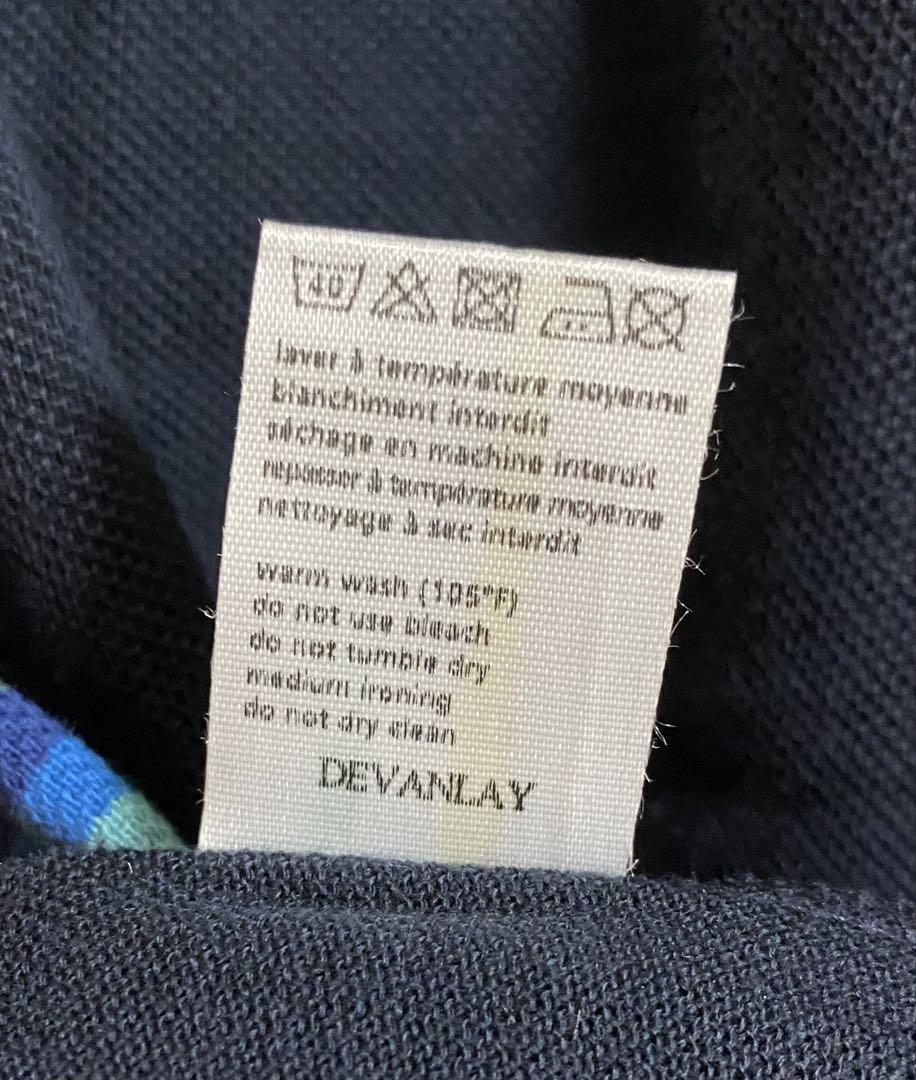 40
laver à température moyenne
blanchiment interdit
séchage en machine interdit
repasser à température moyenne
nettoyage à sec interdit
warm wash (105°F)
do not use bleach
do not tumble dry
medium ironing
do not dry clean
DEVANLAY